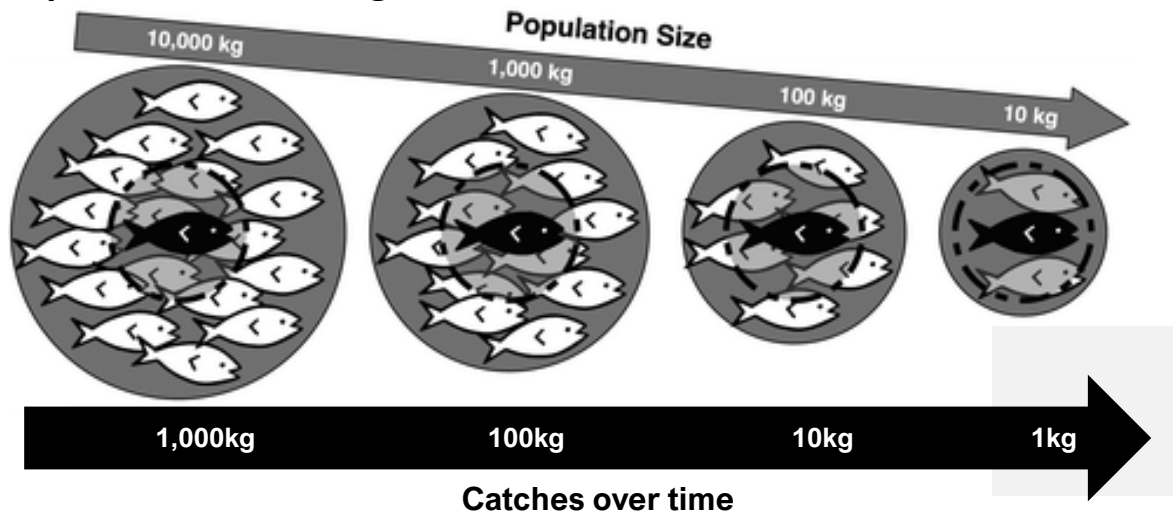 Population Size
10,000 kg
1,000 kg
100 kg
10 kg
1,000kg
100kg
10kg
1kg
Catches over time